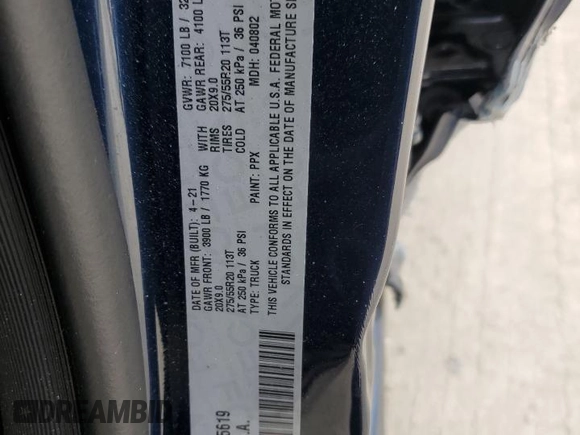 DATE OF MFR (BUILT): 4-21 GVWR: 7100 LB /
GAWR FRONT: 3900 LB / 1770 KG WITH GAWR REAR: 4100
20X9.0 RIMS 20X9.0
275/55R20 113T TIRES 275/55R20 113T
AT 250 kPa / 36 PSI COLD AT 250 kPa / 36 PSI
TYPE: TRUCK PAINT: PPX MDH: 040802
THIS VEHICLE CONFORMS TO ALL APPLICABLE U.S.A. FEDERAL
STANDARDS IN EFFECT ON THE DATE OF MANUFACTURE
5619
.A.
DREAMBID